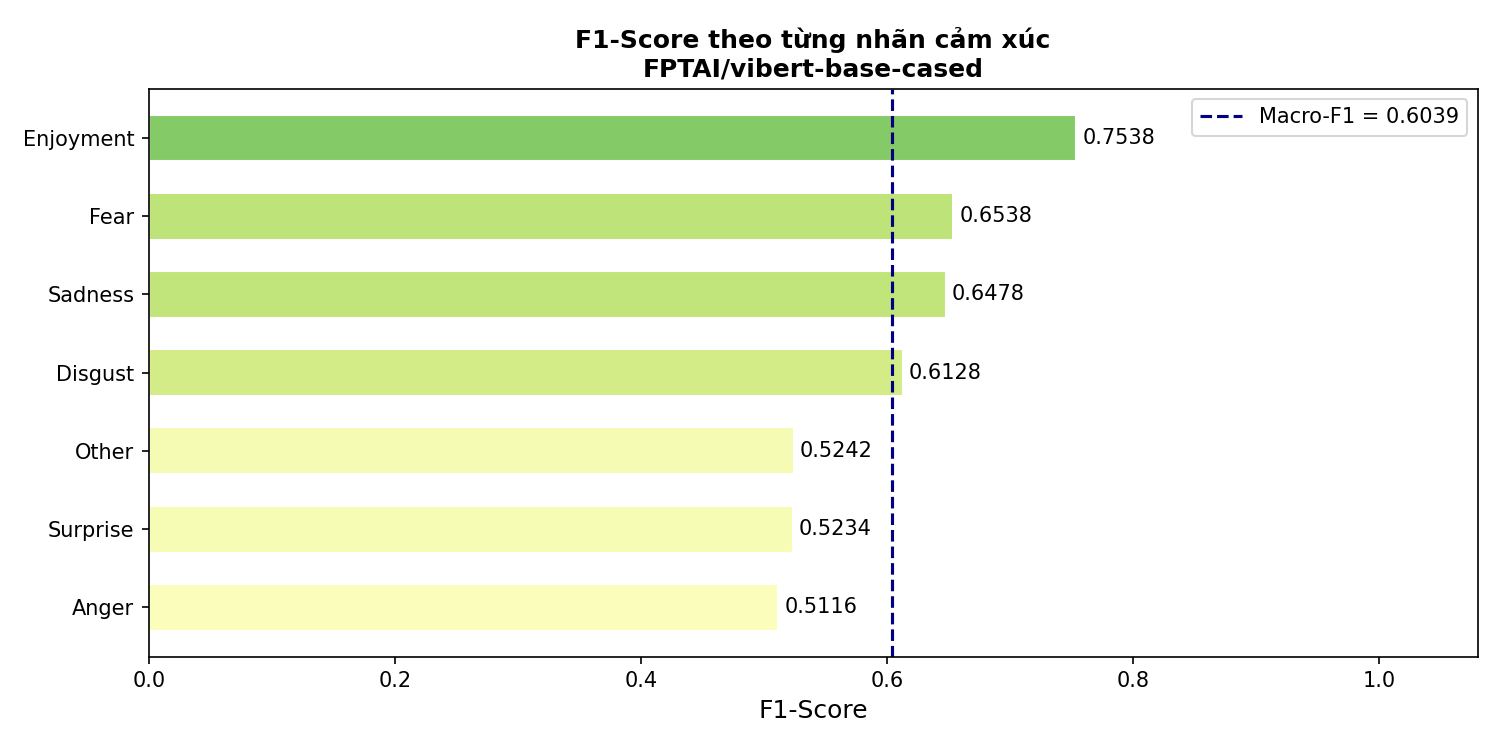 F1-Score theo từng nhãn cảm xúc
FPTAI/vibert-base-cased
Macro-F1 = 0.6039
Enjoyment 0.7538
Fear 0.6538
Sadness 0.6478
Disgust 0.6128
Other 0.5242
Surprise 0.5234
Anger 0.5116
0.0 0.2 0.4 0.6 0.8 1.0
F1-Score